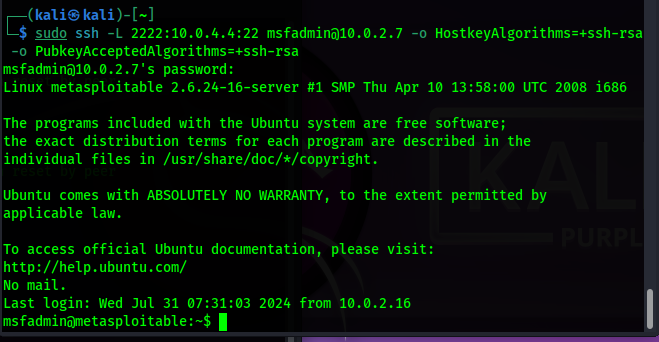 ┌──(kali㉿kali)-[~]
└─$ sudo ssh -L 2222:10.0.4.4:22 msfadmin@10.0.2.7 -o HostkeyAlgorithms=+ssh-rsa
-o PubkeyAcceptedAlgorithms=+ssh-rsa
msfadmin@10.0.2.7's password:
Linux metasploitable 2.6.24-16-server #1 SMP Thu Apr 10 13:58:00 UTC 2008 i686
The programs included with the Ubuntu system are free software;
the exact distribution terms for each program are described in the
individual files in /usr/share/doc/*/copyright.
Ubuntu comes with ABSOLUTELY NO WARRANTY, to the extent permitted by
applicable law.
To access official Ubuntu documentation, please visit:
http://help.ubuntu.com/
No mail.
Last login: Wed Jul 31 07:31:03 2024 from 10.0.2.16
msfadmin@metasploitable:~$
KAL
PURPL